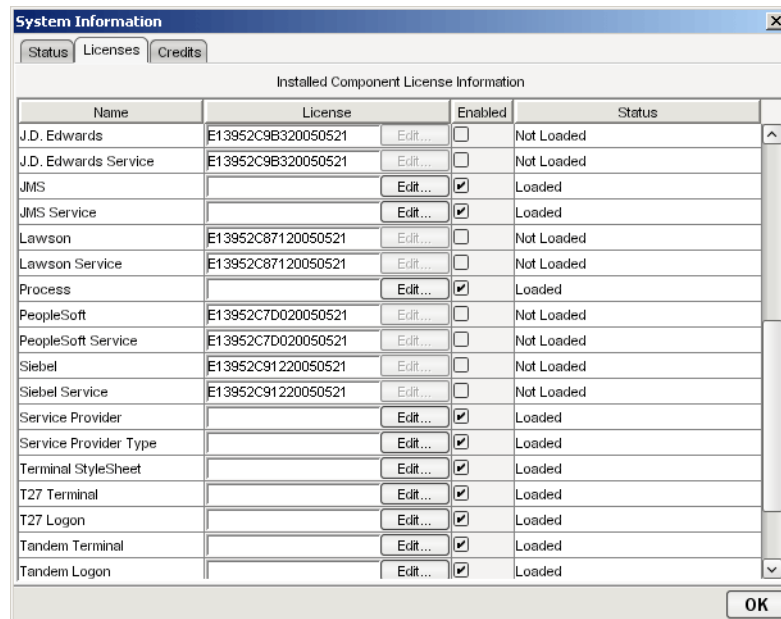 System Information
Status Licenses Credits
Installed Component License Information
Name License Enabled Status
J.D. Edwards E13952C9B320050521 Edit... Not Loaded
J.D. Edwards Service E13952C9B320050521 Edit... Not Loaded
JMS Edit... Loaded
JMS Service Edit... Loaded
Lawson E13952C87120050521 Edit... Not Loaded
Lawson Service E13952C87120050521 Edit... Not Loaded
Process Edit... Loaded
PeopleSoft E13952C7D020050521 Edit... Not Loaded
PeopleSoft Service E13952C7D020050521 Edit... Not Loaded
Siebel E13952C91220050521 Edit... Not Loaded
Siebel Service E13952C91220050521 Edit... Not Loaded
Service Provider Edit... Loaded
Service Provider Type Edit... Loaded
Terminal StyleSheet Edit... Loaded
T27 Terminal Edit... Loaded
T27 Logon Edit... Loaded
Tandem Terminal Edit... Loaded
Tandem Logon Edit... Loaded
OK